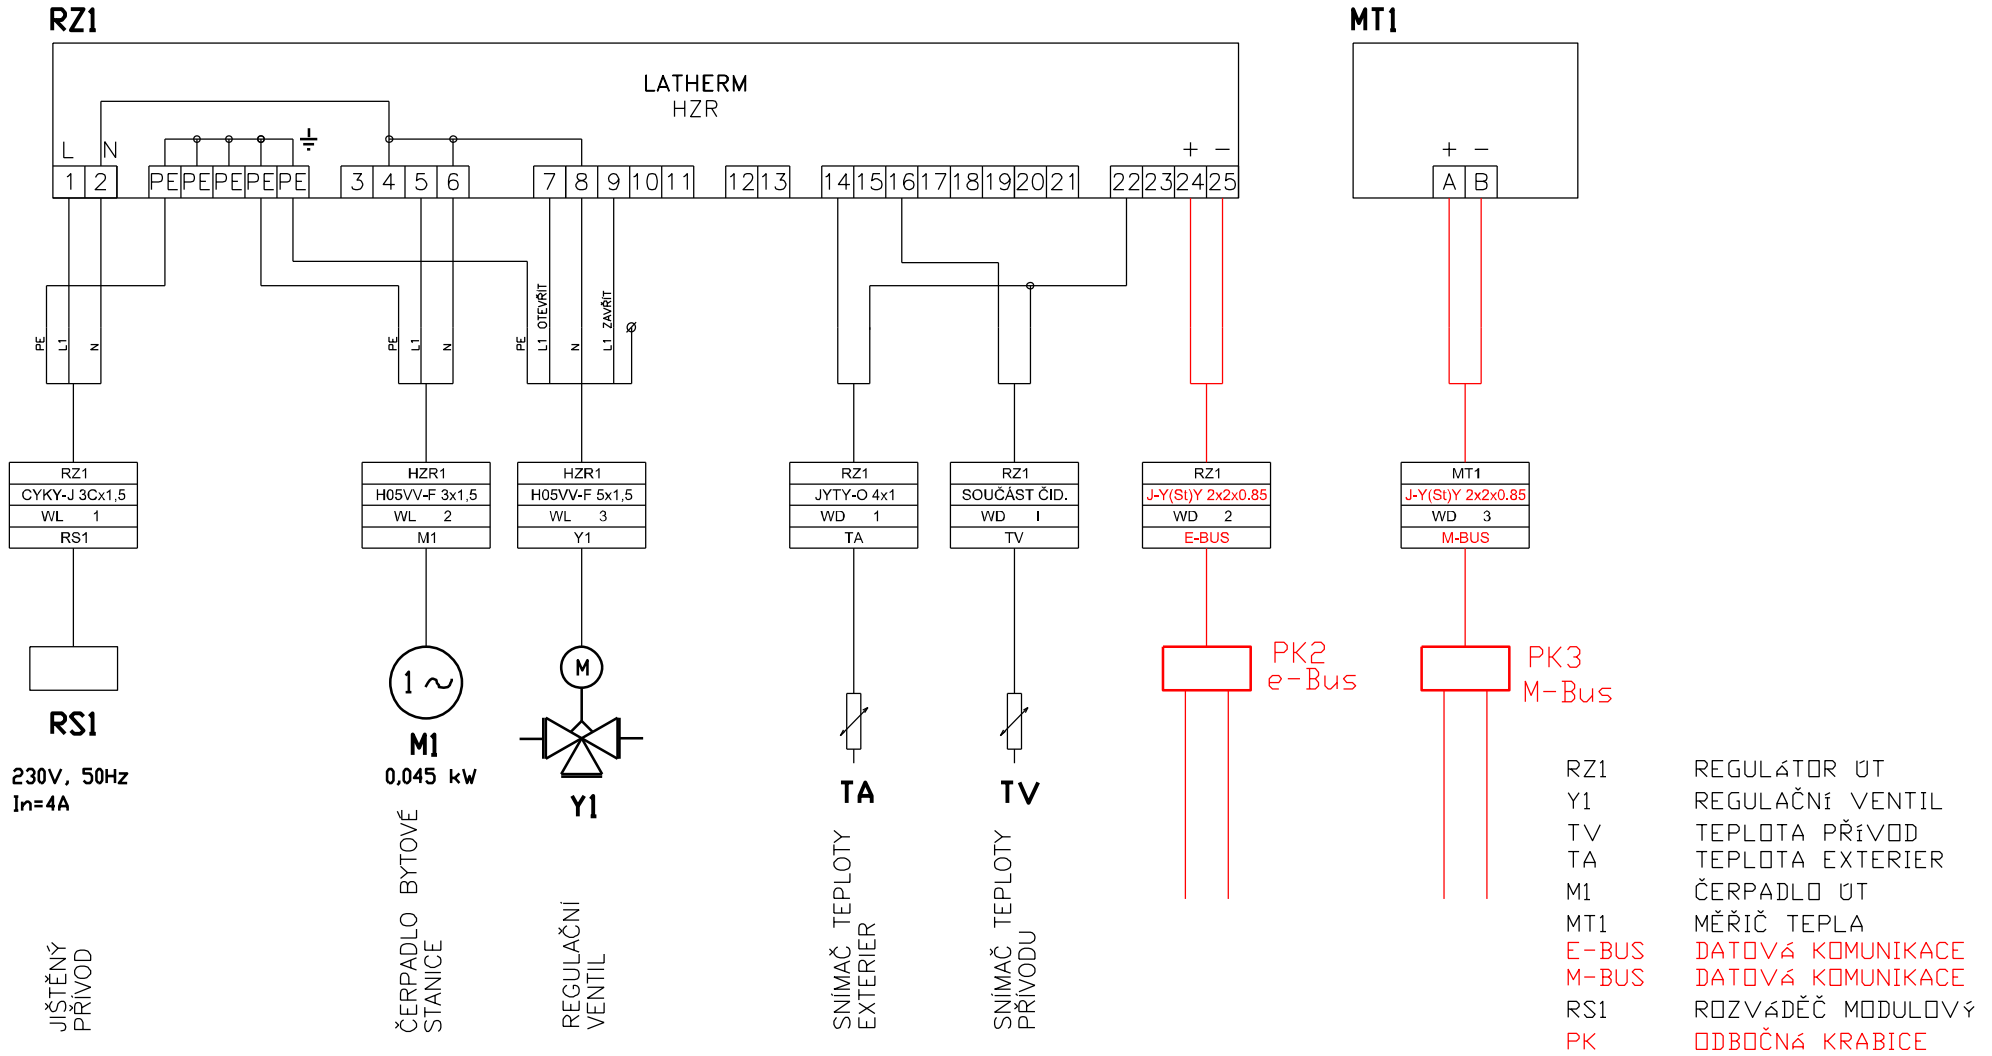 RZ1
MT1
LATHERM
HZR
L N
+ −
+ −
1 2 PE PE PE PE PE 3 4 5 6 7 8 9 10 11 12 13 14 15 16 17 18 19 20 21 22 23 24 25
A B
PE L1 N
PE L1 N
PE L1 OTEVŘIT N L1 ZAVŘIT
RZ1
CYKY-J 3Cx1,5
WL 1
RS1
HZR1
H05VV-F 3x1,5
WL 2
M1
HZR1
H05VV-F 5x1,5
WL 3
Y1
RZ1
JYTY-O 4x1
WD 1
TA
RZ1
SOUČÁST ČID.
WD I
TV
RZ1
J-Y(St)Y 2x2x0.85
WD 2
E-BUS
MT1
J-Y(St)Y 2x2x0.85
WD 3
M-BUS
RS1
230V, 50Hz
In=4A
1 ~
M1
0,045 kW
M
Y1
TA
TV
PK2
e-Bus
PK3
M-Bus
JIŠTĚNÝ
PŘÍVOD
ČERPADLO BYTOVÉ
STANICE
REGULAČNÍ
VENTIL
SNÍMAČ TEPLOTY
EXTERIER
SNÍMAČ TEPLOTY
PŘÍVODU
RZ1 REGULáTOR ÚT
Y1 REGULAČNí VENTIL
TV TEPLOTA PŘíVOD
TA TEPLOTA EXTERIER
M1 ČERPADLO ÚT
MT1 MĚŘIČ TEPLA
E-BUS DATOVá KOMUNIKACE
M-BUS DATOVá KOMUNIKACE
RS1 ROZVáDĚČ MODULOVý
PK ODBOČNá KRABICE